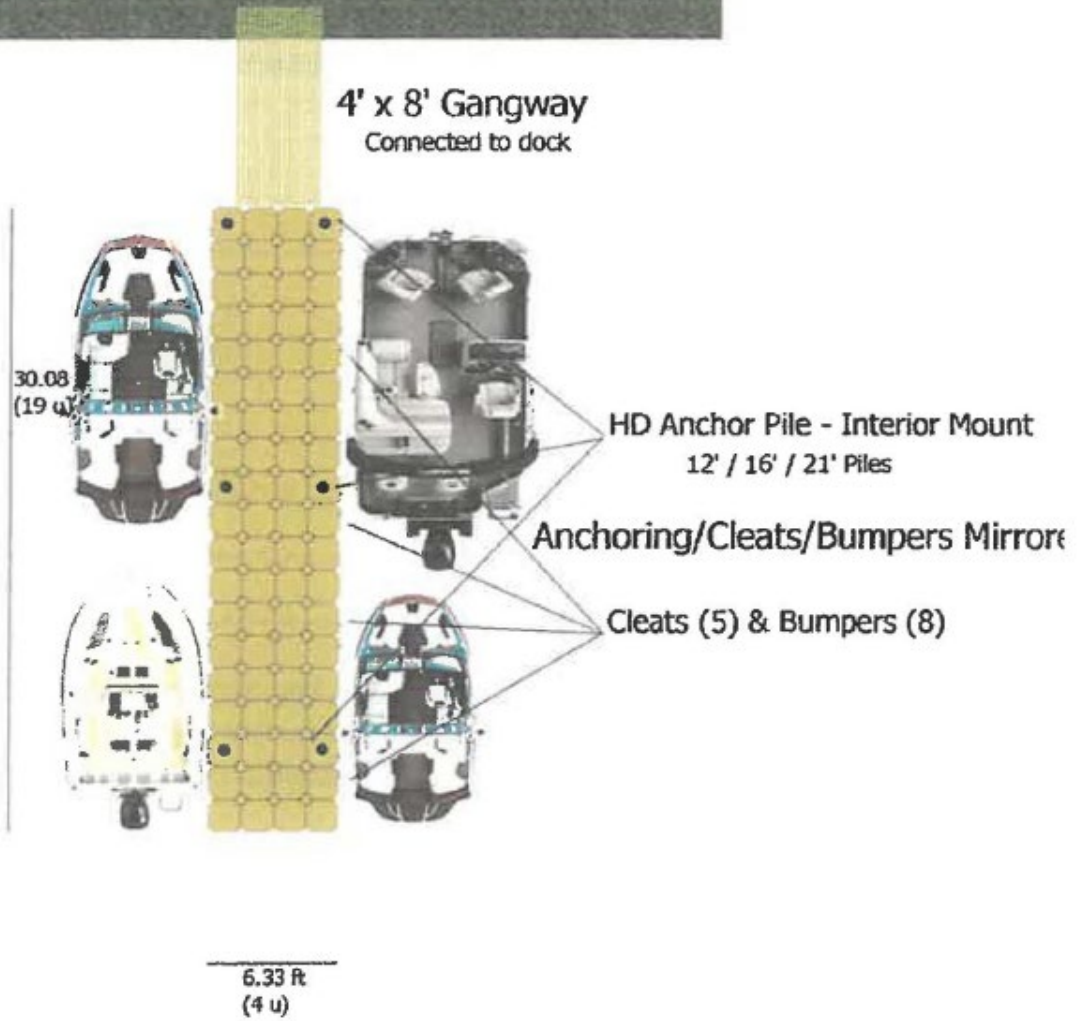 4' x 8' Gangway
Connected to dock
30.08
(19 u)
HD Anchor Pile - Interior Mount
12' / 16' / 21' Piles
Anchoring/Cleats/Bumpers Mirrore
Cleats (5) & Bumpers (8)
6.33 ft
(4 u)